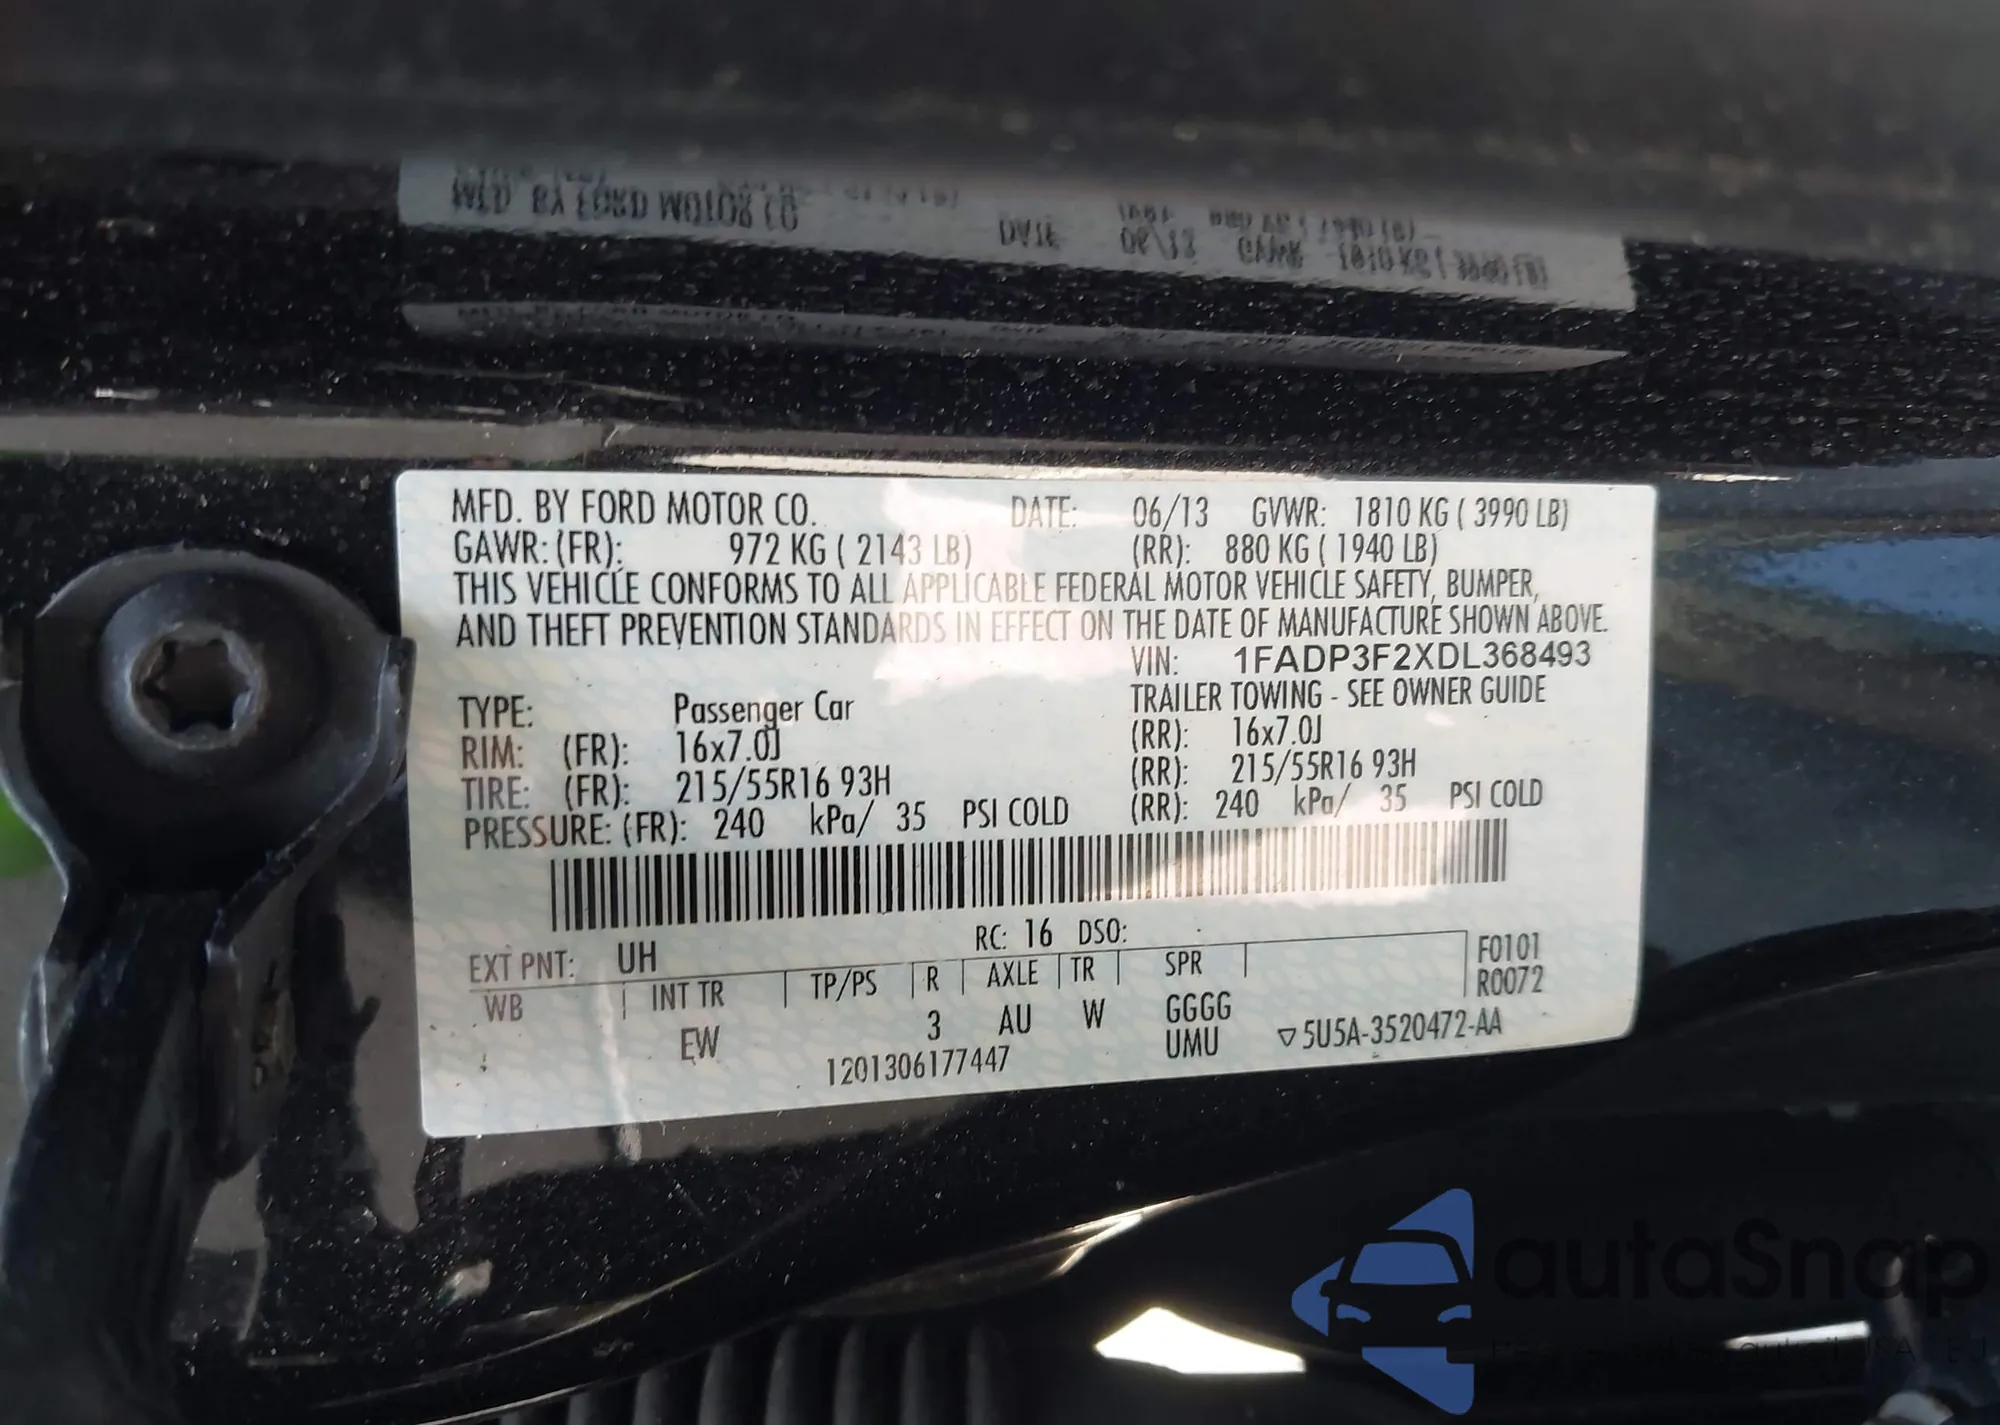 MFD. BY FORD MOTOR CO. DATE: 06/13 GVWR: 1810 KG ( 3990 LB)
GAWR: (FR): 972 KG ( 2143 LB) (RR): 880 KG ( 1940 LB)
THIS VEHICLE CONFORMS TO ALL APPLICABLE FEDERAL MOTOR VEHICLE SAFETY, BUMPER,
AND THEFT PREVENTION STANDARDS IN EFFECT ON THE DATE OF MANUFACTURE SHOWN ABOVE.
VIN: 1FADP3F2XDL368493
TYPE: Passenger Car TRAILER TOWING - SEE OWNER GUIDE
RIM: (FR): 16x7.0J (RR): 16x7.0J
TIRE: (FR): 215/55R16 93H (RR): 215/55R16 93H
PRESSURE: (FR): 240 kPa/ 35 PSI COLD (RR): 240 kPa/ 35 PSI COLD
EXT PNT: UH RC: 16 DSO: F0101
WB INT TR TP/PS R AXLE TR SPR R0072
EW 3 AU W GGGG
UMU ▽5U5A-3520472-AA
1201306177447
autoSnap